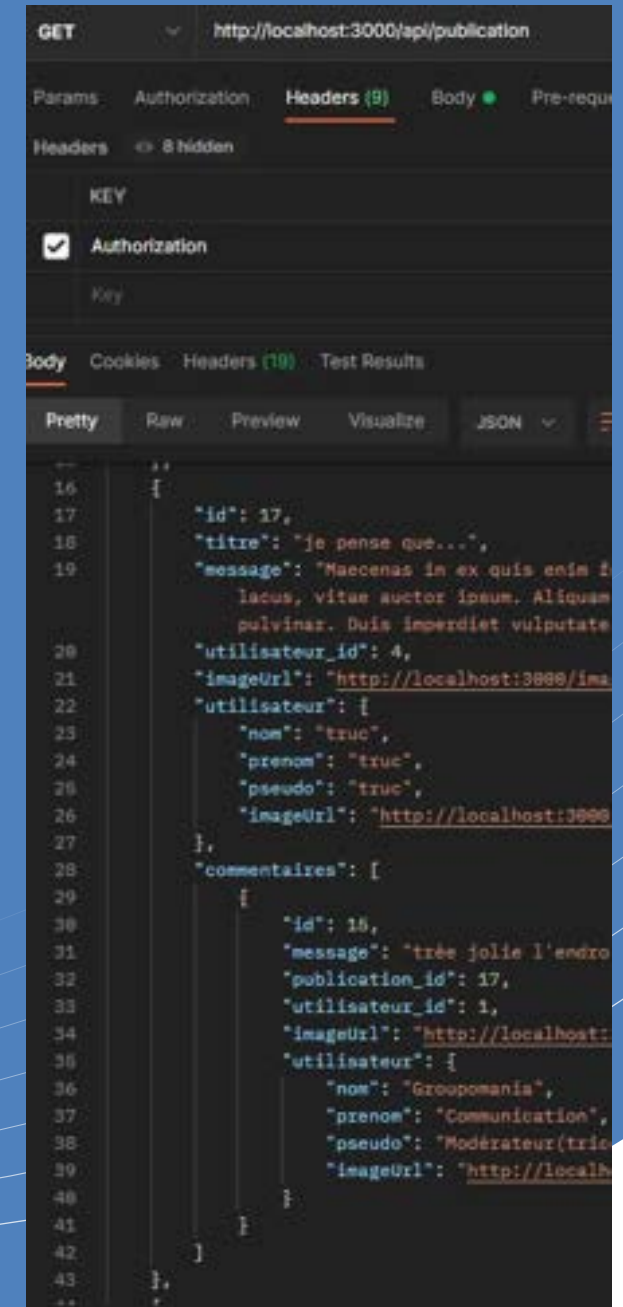 GET http://localhost:3000/api/publication
Params Authorization Headers (9) Body Pre-reque
Headers 8 hidden
KEY
Authorization
Key
Body Cookies Headers (19) Test Results
Pretty Raw Preview Visualize JSON
},
16 {
17 "id": 17,
18 "titre": "je pense que...",
19 "message": "Maecenas in ex quis enim f
lacus, vitae auctor ipsum. Aliquam
pulvinar. Duis imperdiet vulputate
20 "utilisateur_id": 4,
21 "imageUrl": "http://localhost:3000/ima
22 "utilisateur": {
23 "nom": "truc",
24 "prenom": "truc",
25 "pseudo": "truc",
26 "imageUrl": "http://localhost:3000
27 },
28 "commentaires": [
29 {
30 "id": 15,
31 "message": "trèe jolie l'endro
32 "publication_id": 17,
33 "utilisateur_id": 1,
34 "imageUrl": "http://localhost:
35 "utilisateur": {
36 "nom": "Groupomania",
37 "prenom": "Communication",
38 "pseudo": "Modérateur(tric
39 "imageUrl": "http://localh
40 }
41 }
42 ]
43 },